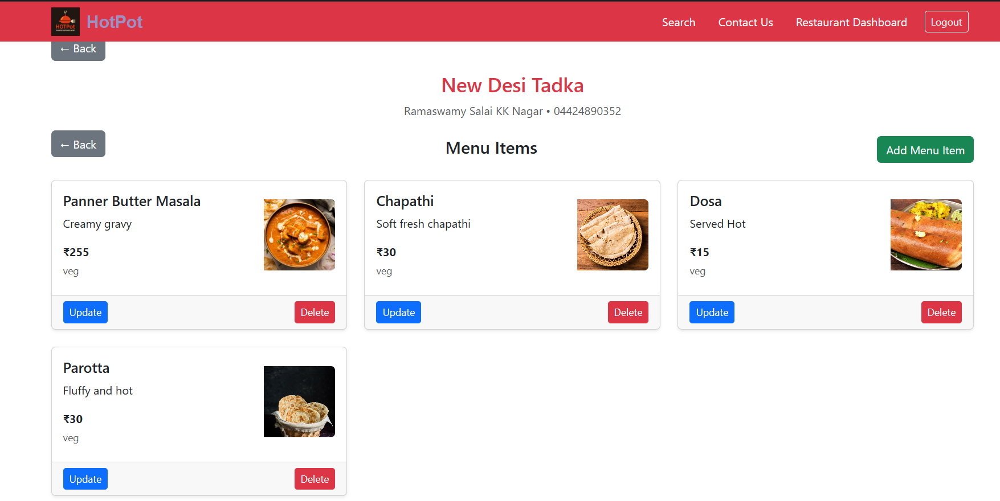 HOTPot
HotPot
Search
Contact Us
Restaurant Dashboard
Logout
← Back
New Desi Tadka
Ramaswamy Salai KK Nagar • 04424890352
← Back
Menu Items
Add Menu Item
Panner Butter Masala
Creamy gravy
₹255
veg
Update
Delete
Chapathi
Soft fresh chapathi
₹30
veg
Update
Delete
Dosa
Served Hot
₹15
veg
Update
Delete
Parotta
Fluffy and hot
₹30
veg
Update
Delete